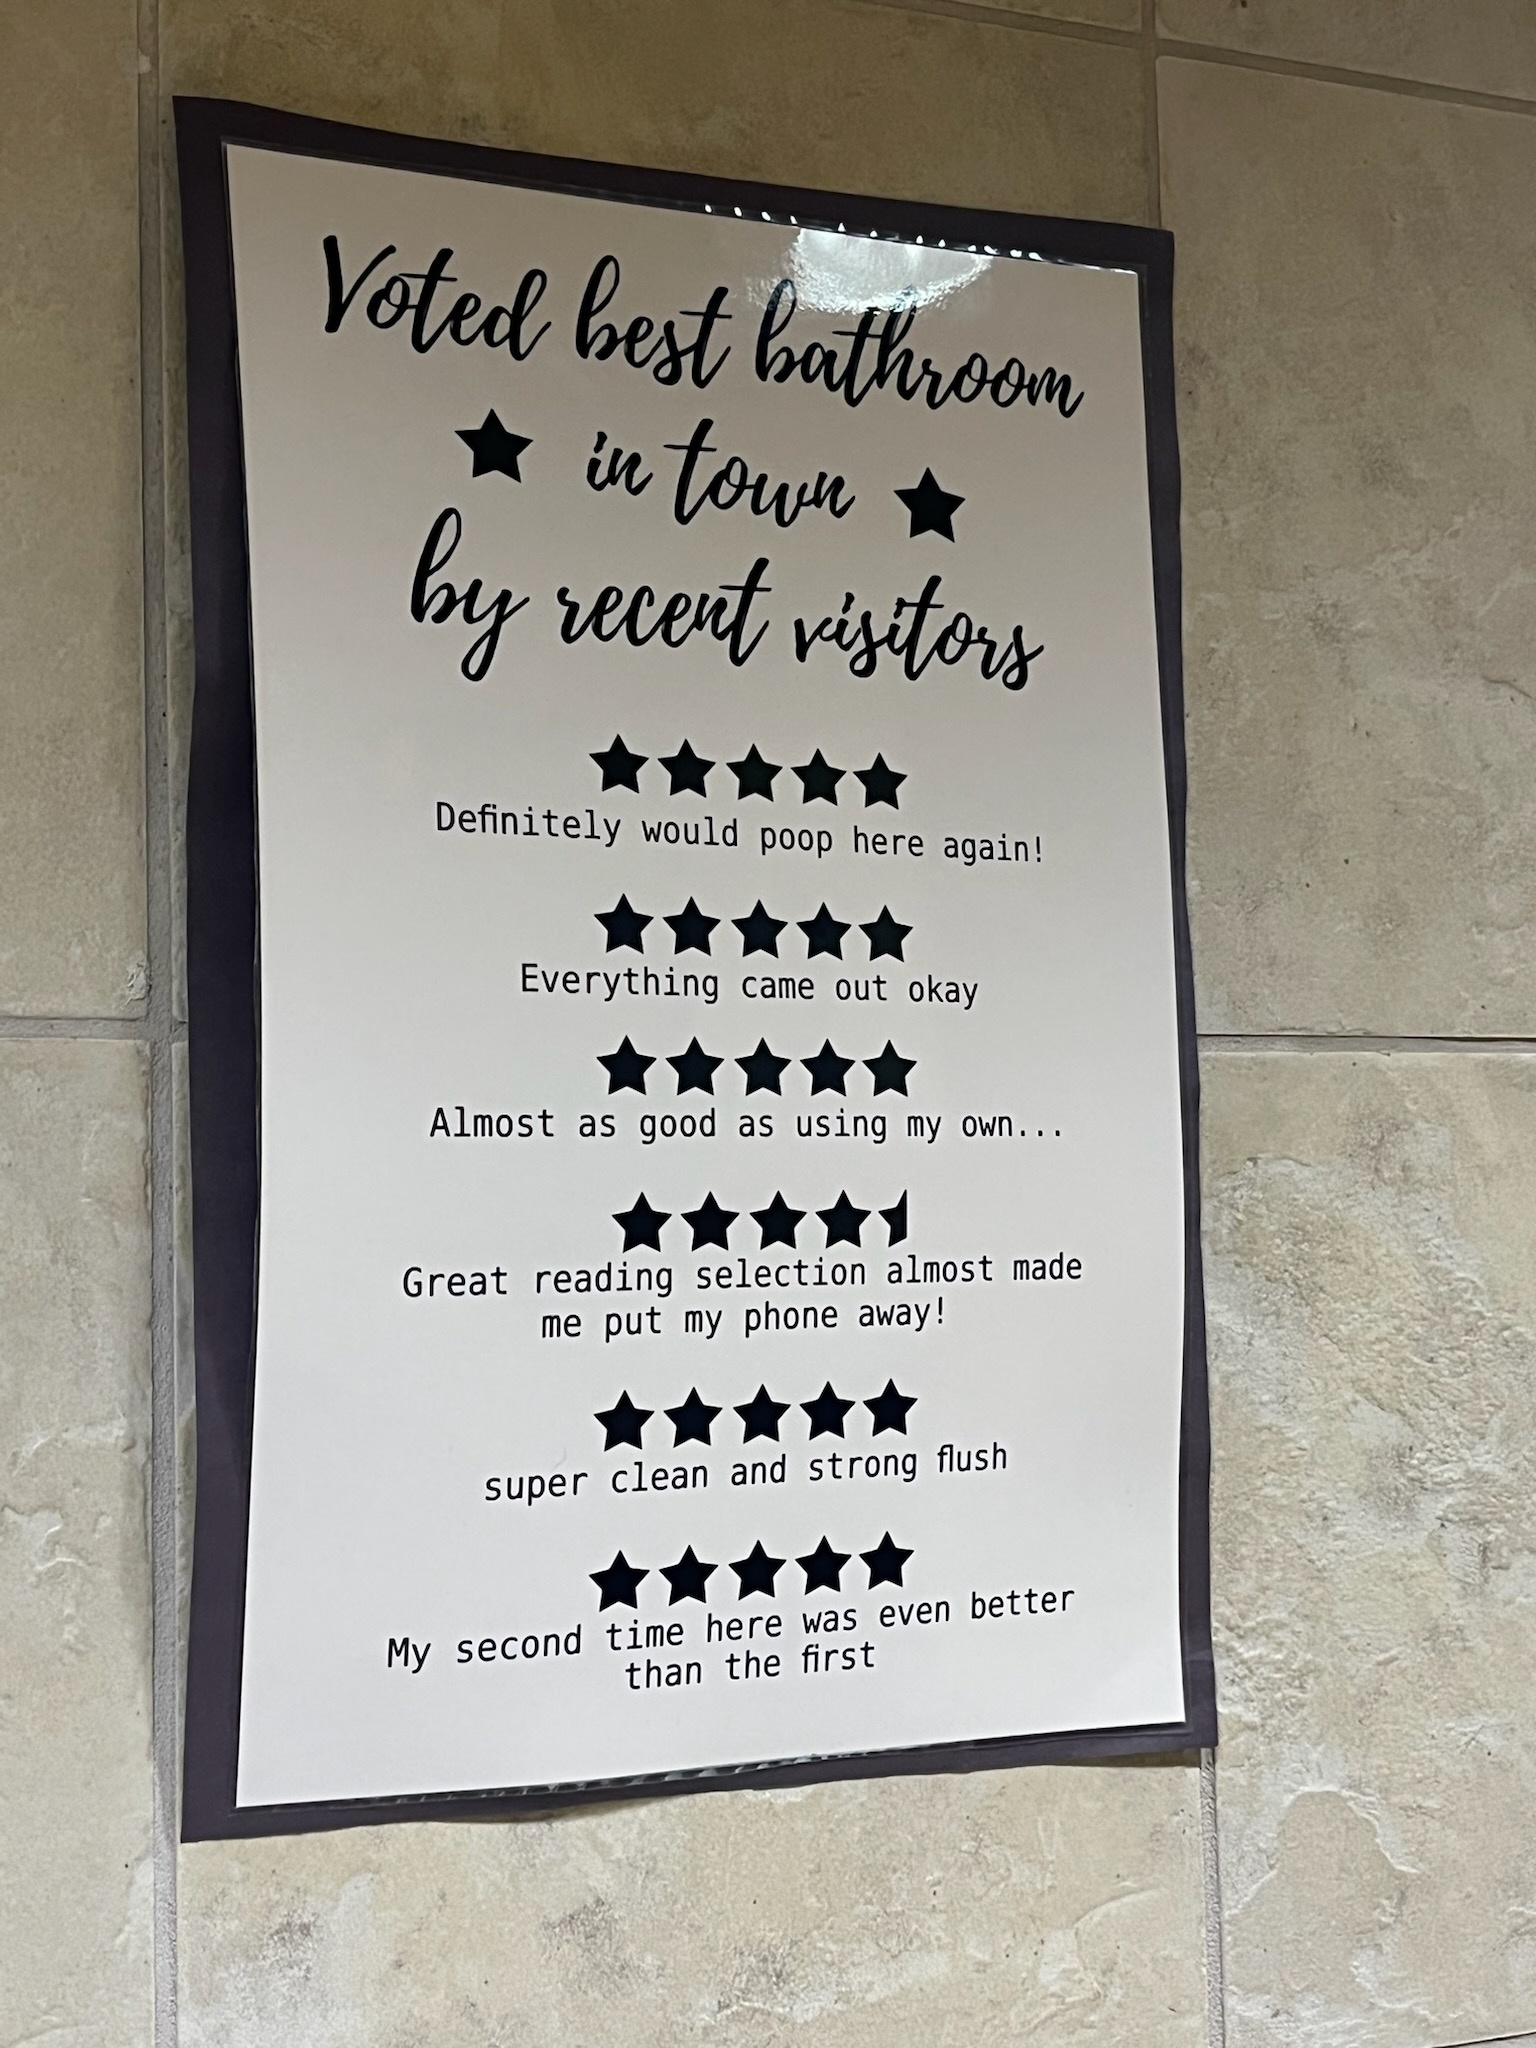 Voted best bathroom
in town
by recent visitors
Definitely would poop here again!
Everything came out okay
Almost as good as using my own...
Great reading selection almost made
me put my phone away!
super clean and strong flush
My second time here was even better
than the first